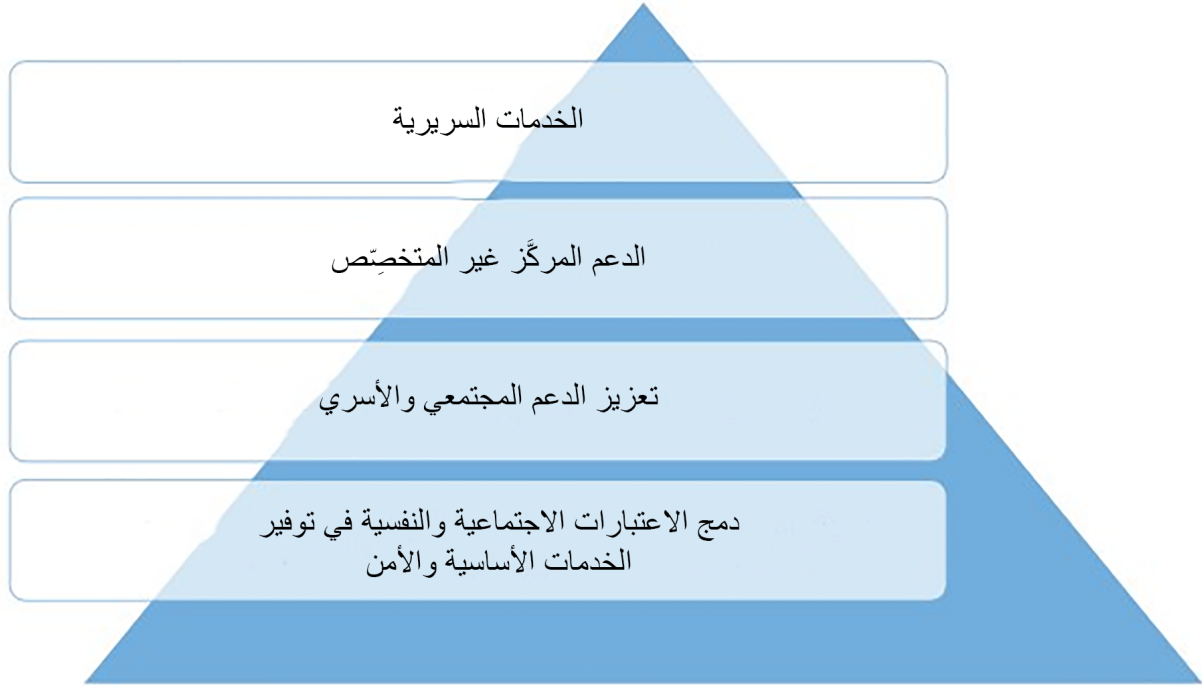 الخدمات السريرية
الدعم المركَّز غير المتخصِّص
تعزيز الدعم المجتمعي والأسري
دمج الاعتبارات الاجتماعية والنفسية في توفير
الخدمات الأساسية والأمن